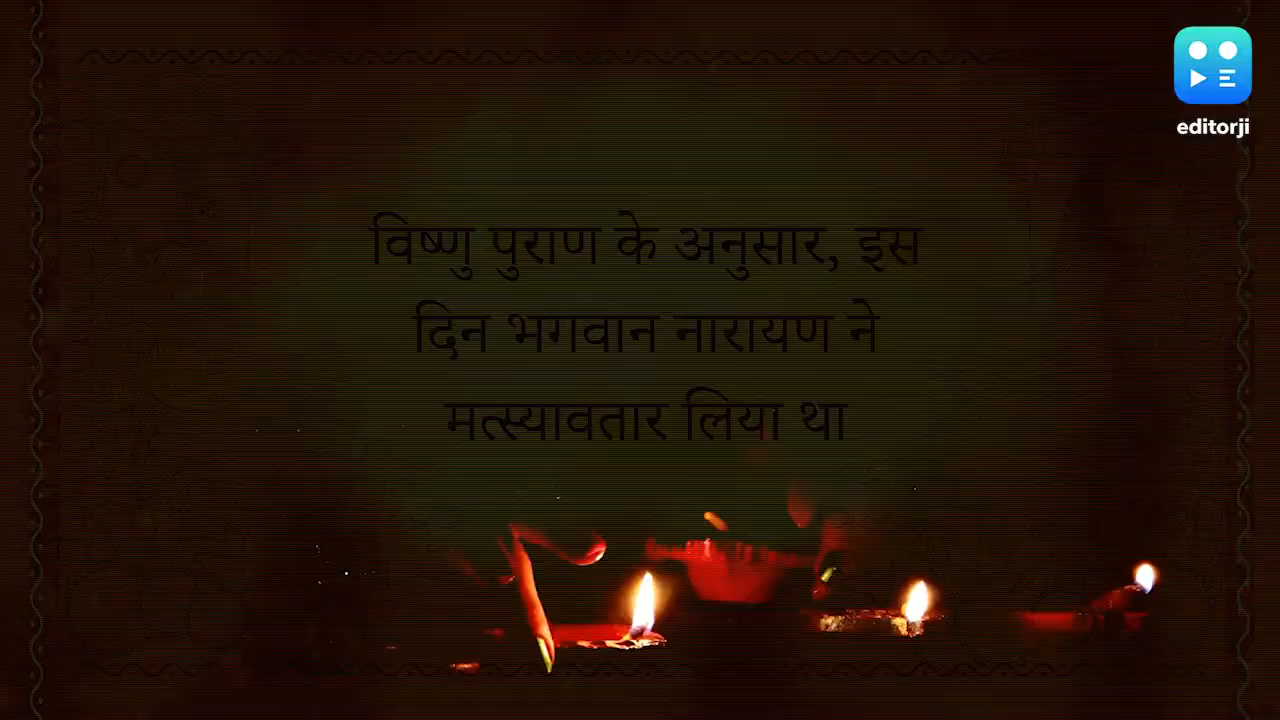 editorji
विष्णु पुराण के अनुसार, इस
दिन भगवान नारायण ने
मत्स्यावतार लिया था